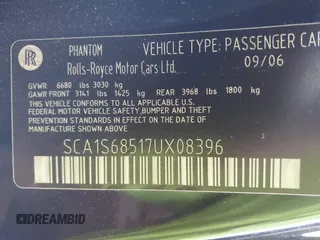 PHANTOM
VEHICLE TYPE: PASSENGER CAR
Rolls-Royce Motor Cars Ltd.
09/06
GVWR 6680 lbs 3030 kg
GAWR FRONT 3141 lbs 1425 kg REAR 3968 lbs 1800 kg
THIS VEHICLE CONFORMS TO ALL APPLICABLE FEDERAL
MOTOR VEHICLE SAFETY, BUMPER AND THEFT PREVENTION
STANDARDS IN EFFECT ON THE DATE OF MANUFACTURE
SHOWN ABOVE.
SCA1S68517UX08396
DREAMBID